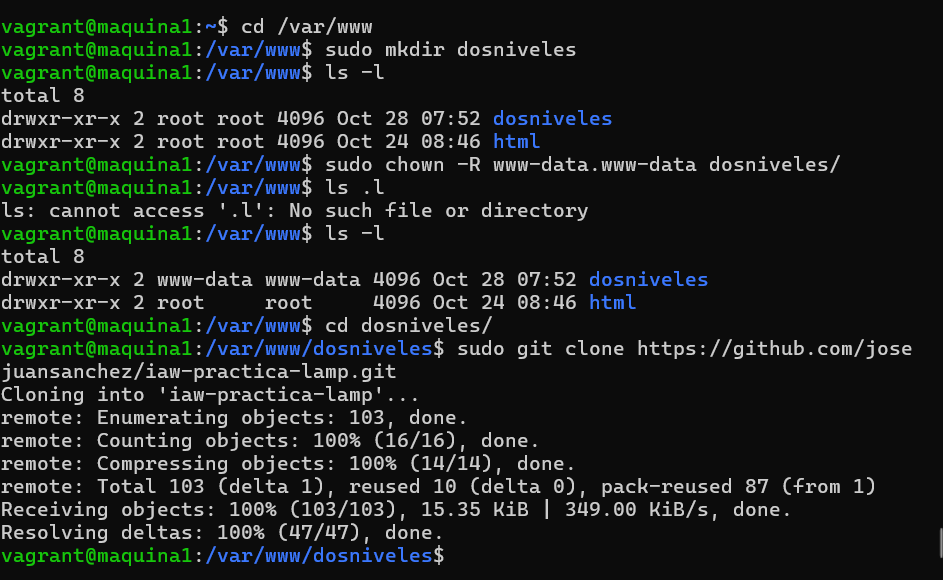 vagrant@maquina1:~$ cd /var/www
vagrant@maquina1:/var/www$ sudo mkdir dosniveles
vagrant@maquina1:/var/www$ ls -l
total 8
drwxr-xr-x 2 root root 4096 Oct 28 07:52 dosniveles
drwxr-xr-x 2 root root 4096 Oct 24 08:46 html
vagrant@maquina1:/var/www$ sudo chown -R www-data.www-data dosniveles/
vagrant@maquina1:/var/www$ ls .l
ls: cannot access '.l': No such file or directory
vagrant@maquina1:/var/www$ ls -l
total 8
drwxr-xr-x 2 www-data www-data 4096 Oct 28 07:52 dosniveles
drwxr-xr-x 2 root     root     4096 Oct 24 08:46 html
vagrant@maquina1:/var/www$ cd dosniveles/
vagrant@maquina1:/var/www/dosniveles$ sudo git clone https://github.com/jose
juansanchez/iaw-practica-lamp.git
Cloning into 'iaw-practica-lamp'...
remote: Enumerating objects: 103, done.
remote: Counting objects: 100% (16/16), done.
remote: Compressing objects: 100% (14/14), done.
remote: Total 103 (delta 1), reused 10 (delta 0), pack-reused 87 (from 1)
Receiving objects: 100% (103/103), 15.35 KiB | 349.00 KiB/s, done.
Resolving deltas: 100% (47/47), done.
vagrant@maquina1:/var/www/dosniveles$